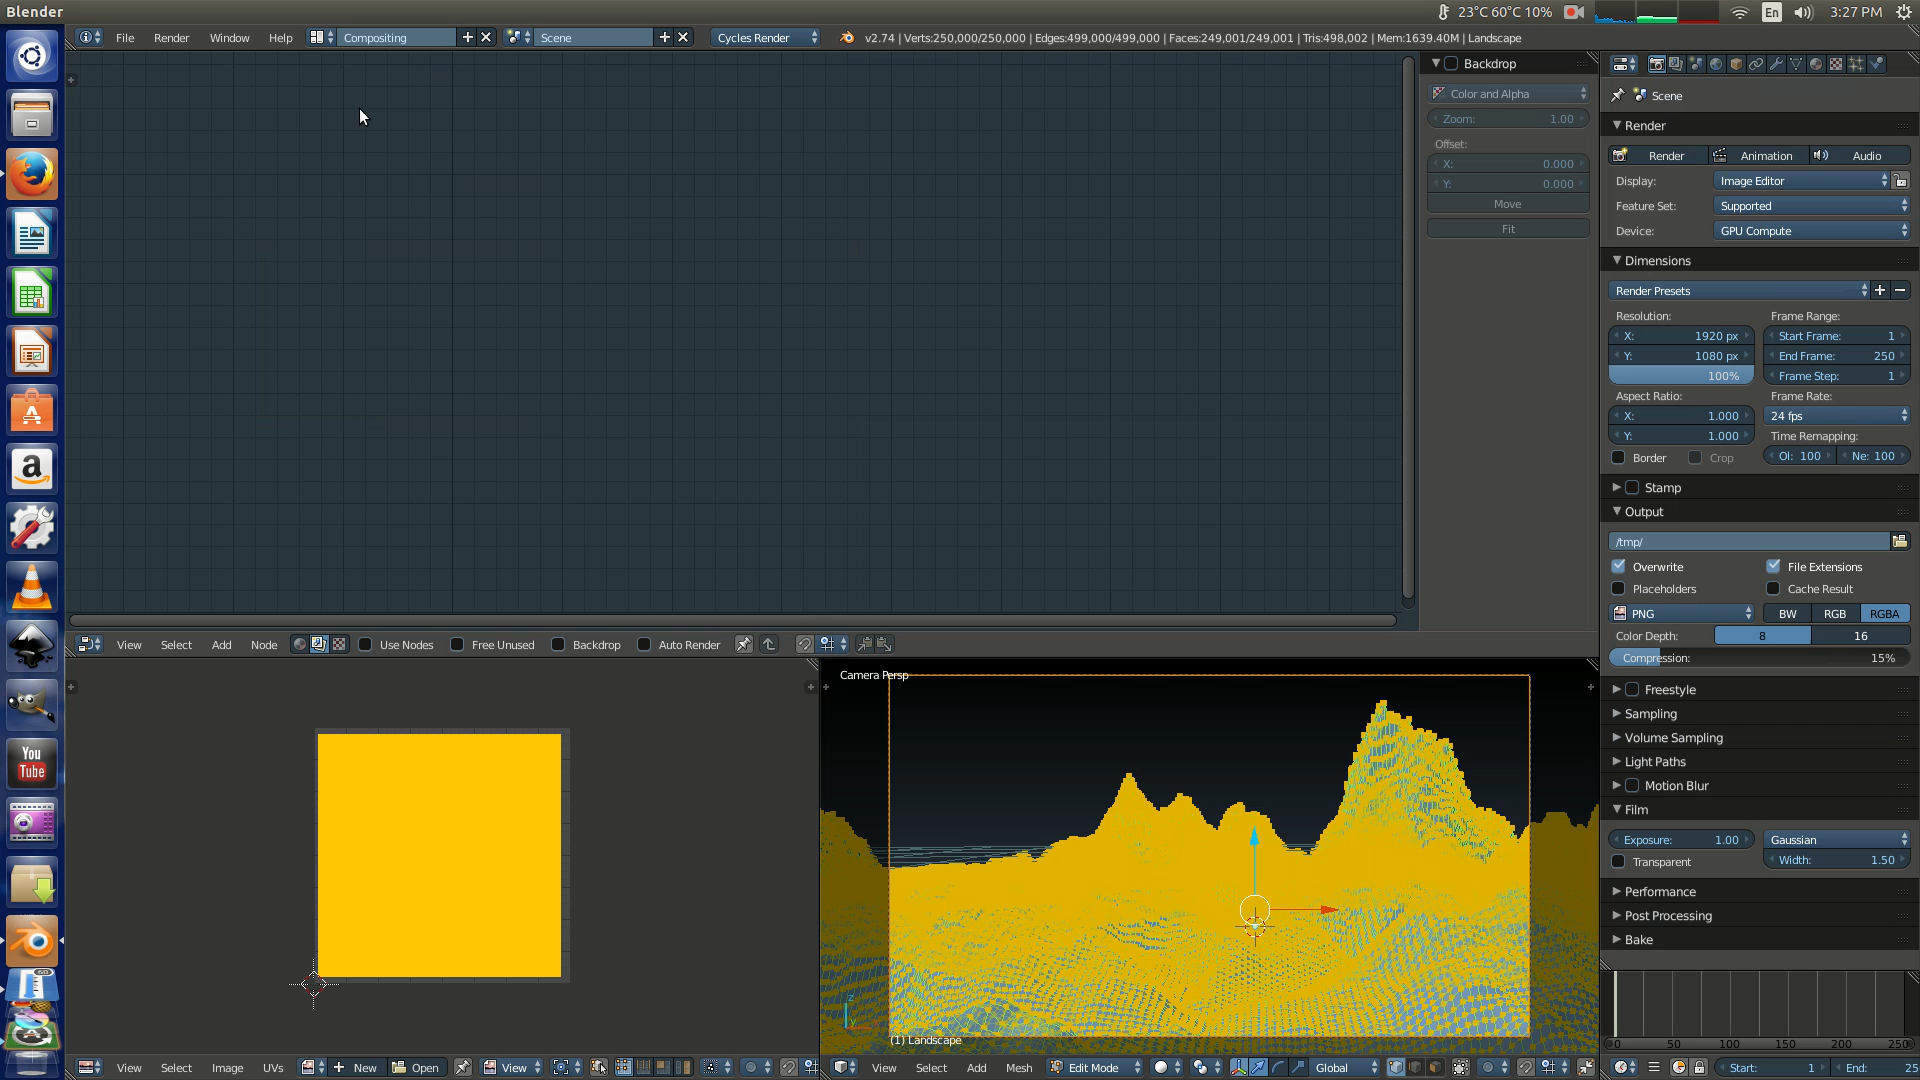 Blender
23°C 60°C 10%
En
3:27 PM
File
Render
Window
Help
Compositing
Scene
Cycles Render
v2.74 | Verts:250,000/250,000 | Edges:499,000/499,000 | Faces:249,001/249,001 | Tris:498,002 | Mem:1639.40M | Landscape
Backdrop
Color and Alpha
Zoom: 1.00
Offset:
X: 0.000
Y: 0.000
Move
Fit
Scene
Render
Render
Animation
Audio
Display: Image Editor
Feature Set: Supported
Device: GPU Compute
Dimensions
Render Presets
Resolution:
Frame Range:
X: 1920 px
Start Frame: 1
Y: 1080 px
End Frame: 250
100%
Frame Step: 1
Aspect Ratio:
Frame Rate:
X: 1.000
24 fps
Y: 1.000
Time Remapping:
Border
Crop
Ol: 100
Ne: 100
Stamp
Output
/tmp/
Overwrite
File Extensions
Placeholders
Cache Result
PNG
BW
RGB
RGBA
Color Depth: 8 16
Compression: 15%
Freestyle
Sampling
Volume Sampling
Light Paths
Motion Blur
Film
Exposure: 1.00
Gaussian
Transparent
Width: 1.50
Performance
Post Processing
Bake
0 50 100 150 200 250
Start: 1
End: 25
View
Select
Add
Node
Use Nodes
Free Unused
Backdrop
Auto Render
Camera Persp
(1) Landscape
View
Select
Image
UVs
New
Open
View
View
Select
Add
Mesh
Edit Mode
Global
You
Tube
a